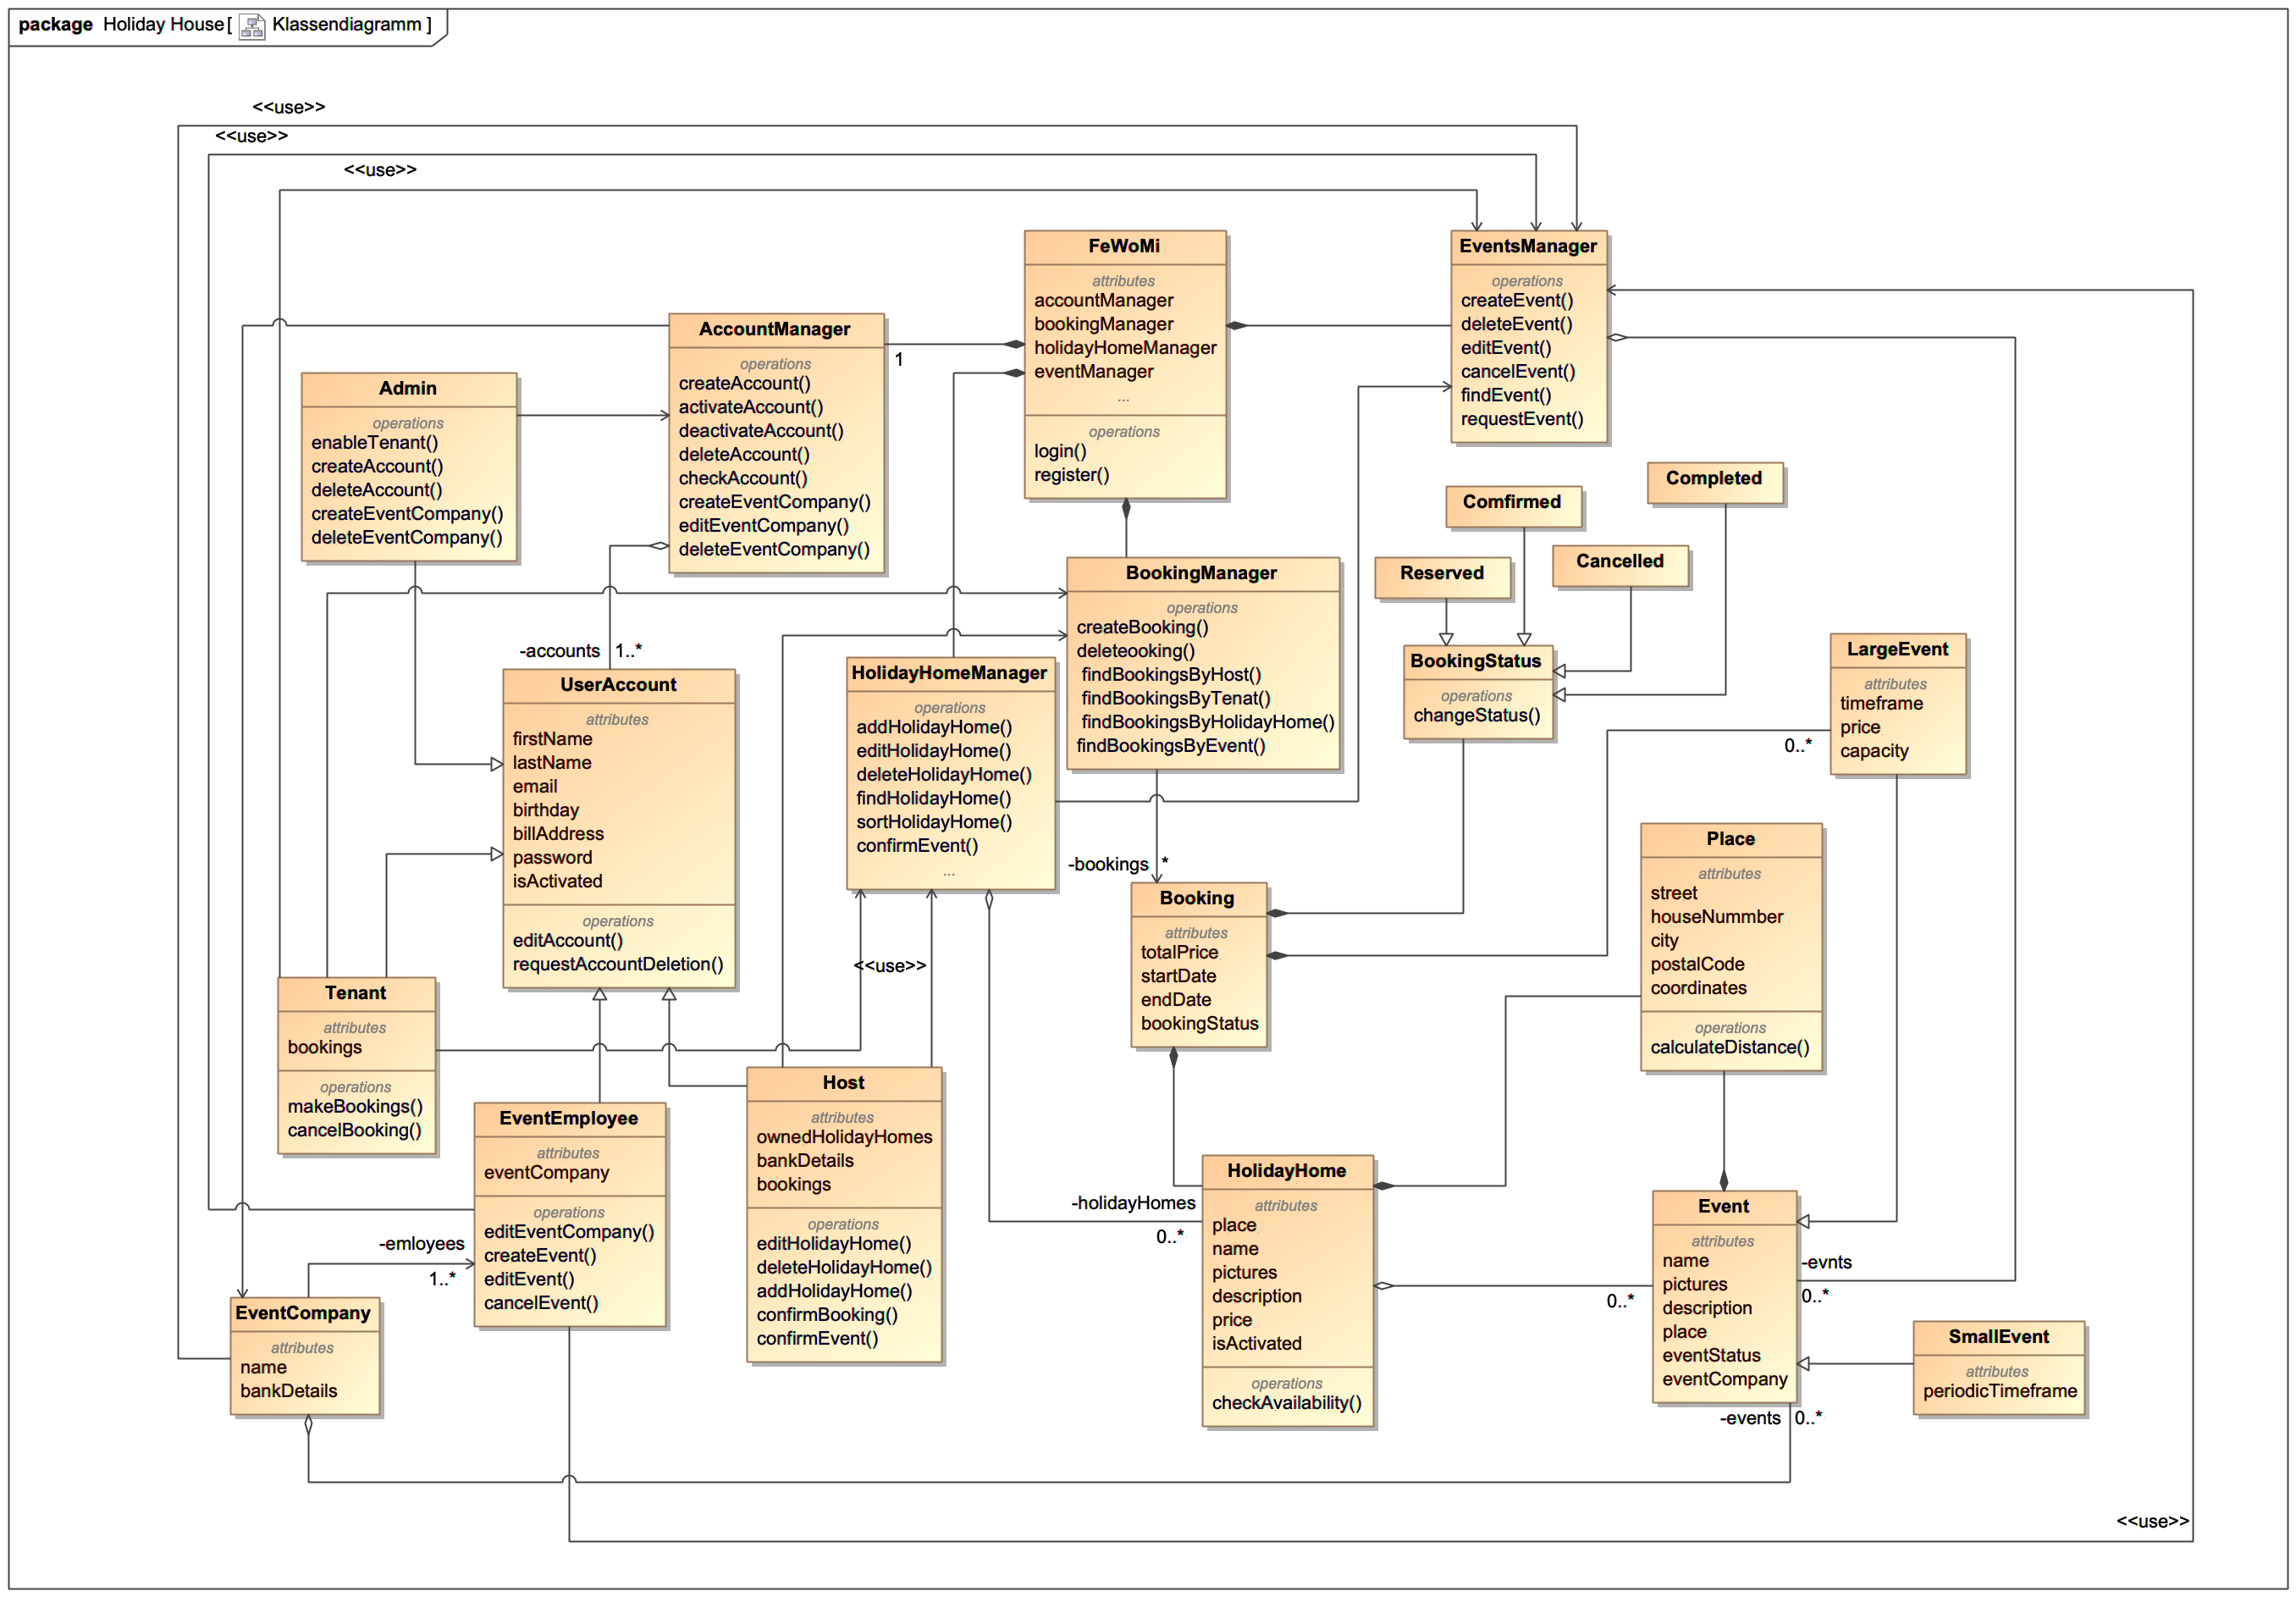 package Holiday House[ Klassendiagramm ]
<<use>>
<<use>>
<<use>>
FeWoMi
attributes
accountManager
bookingManager
holidayHomeManager
eventManager
...
operations
login()
register()
EventsManager
operations
createEvent()
deleteEvent()
editEvent()
cancelEvent()
findEvent()
requestEvent()
AccountManager
operations
createAccount()
activateAccount()
deactivateAccount()
deleteAccount()
checkAccount()
createEventCompany()
editEventCompany()
deleteEventCompany()
1
Admin
operations
enableTenant()
createAccount()
deleteAccount()
createEventCompany()
deleteEventCompany()
Completed
Comfirmed
Cancelled
Reserved
BookingManager
operations
createBooking()
deleteooking()
findBookingsByHost()
findBookingsByTenat()
findBookingsByHolidayHome()
findBookingsByEvent()
BookingStatus
operations
changeStatus()
LargeEvent
attributes
timeframe
price
capacity
0..*
-accounts 1..*
UserAccount
attributes
firstName
lastName
email
birthday
billAddress
password
isActivated
operations
editAccount()
requestAccountDeletion()
HolidayHomeManager
operations
addHolidayHome()
editHolidayHome()
deleteHolidayHome()
findHolidayHome()
sortHolidayHome()
confirmEvent()
...
-bookings *
Booking
attributes
totalPrice
startDate
endDate
bookingStatus
Place
attributes
street
houseNummber
city
postalCode
coordinates
operations
calculateDistance()
<<use>>
Tenant
attributes
bookings
operations
makeBookings()
cancelBooking()
EventEmployee
attributes
eventCompany
operations
editEventCompany()
createEvent()
editEvent()
cancelEvent()
Host
attributes
ownedHolidayHomes
bankDetails
bookings
operations
editHolidayHome()
deleteHolidayHome()
addHolidayHome()
confirmBooking()
confirmEvent()
-holidayHomes
0..*
HolidayHome
attributes
place
name
pictures
description
price
isActivated
operations
checkAvailability()
0..*
Event
attributes
name
pictures
description
place
eventStatus
eventCompany
-evnts
0..*
-events 0..*
SmallEvent
attributes
periodicTimeframe
-emloyees
1..*
EventCompany
attributes
name
bankDetails
<<use>>